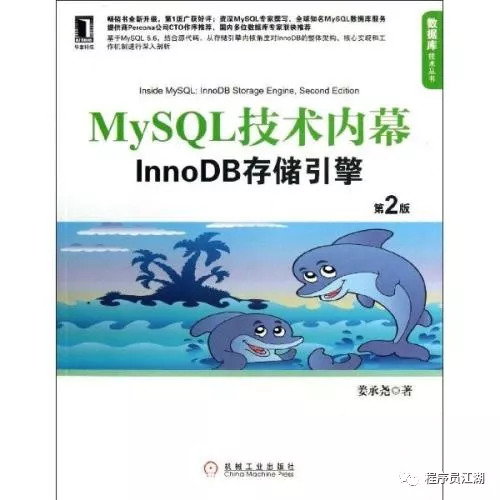 华章科技
畅销书全新升级,第1版广获好评;资深MySQL专家撰写,全球知名MySQL数据库服务
提供商Percona公司CTO作序推荐,国内多位数据库专家联袂推荐
基于MySQL 5.6,结合源代码,从存储引擎内核角度对InnoDB的整体架构、核心实现和工
作机制进行深入剖析
数据库
技术丛书
Inside MySQL: InnoDB Storage Engine, Second Edition
MySQL技术内幕
InnoDB存储引擎
第2版
姜承尧 著
机械工业出版社
CHINA MACHINE PRESS
程序员江湖